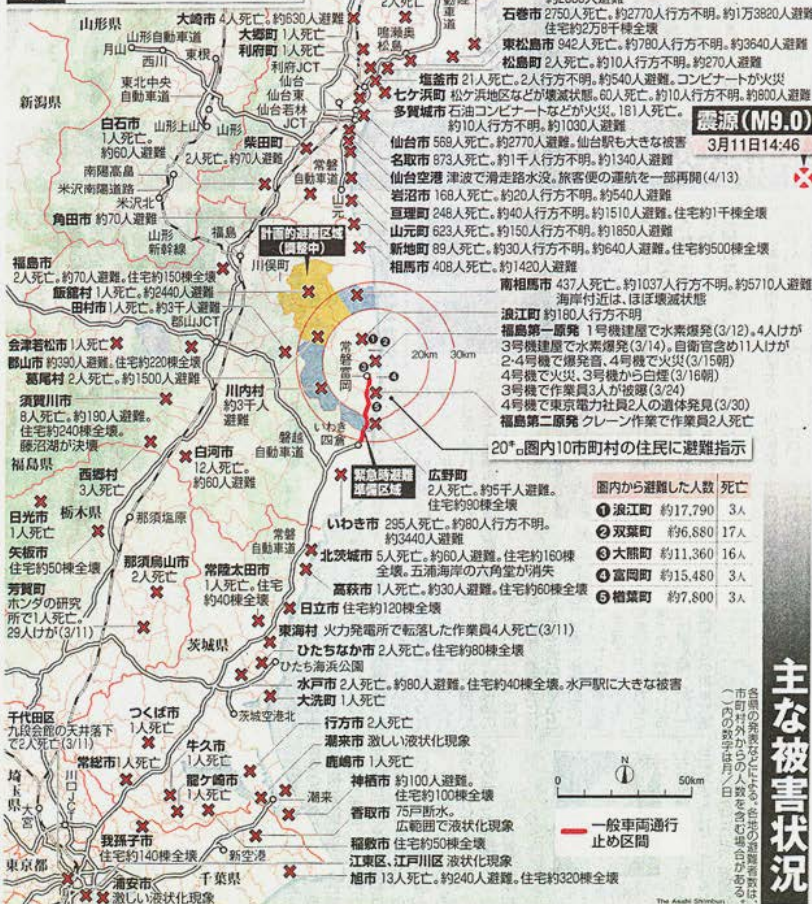 2人死亡
山形県
大崎市 4人死亡。約630人避難
大郷町 1人死亡
利府町 1人死亡
鳴瀬奥松島
石巻市 2750人死亡。約2770人行方不明。約1万3820人避難
住宅約2万8千棟全壊
東松島市 942人死亡。約780人行方不明。約3640人避難
松島町 2人死亡。約10人行方不明。約270人避難
塩釜市 21人死亡。2人行方不明。約540人避難。コンビナートが火災
七ケ浜町 松ケ浜地区などが壊滅状態。60人死亡。約10人行方不明。約800人避難
多賀城市 石油コンビナートなどが火災。181人死亡。
約10人行方不明。約1030人避難
震源(M9.0)
3月11日14:46
仙台市 569人死亡。約2770人避難。仙台駅も大きな被害
名取市 873人死亡。約1千人行方不明。約1340人避難
仙台空港 津波で滑走路水没。旅客便の運航を一部再開(4/13)
岩沼市 168人死亡。約20人行方不明。約540人避難
亘理町 248人死亡。約40人行方不明。約1510人避難。住宅約1千棟全壊
山元町 623人死亡。約150人行方不明。約1850人避難
新地町 89人死亡。約30人行方不明。約640人避難。住宅約500棟全壊
相馬市 408人死亡。約1420人避難
南相馬市 437人死亡。約1037人行方不明。約5710人避難
海岸付近は、ほぼ壊滅状態
浪江町 約180人行方不明
福島第一原発 1号機建屋で水素爆発(3/12)。4人けが
3号機建屋で水素爆発(3/14)。自衛官含め11人けが
2・4号機で爆発音、4号機で火災(3/15朝)
4号機で火災、3号機から白煙(3/16朝)
3号機で作業員3人が被曝(3/24)
4号機で東京電力社員2人の遺体発見(3/30)
福島第二原発 クレーン作業で作業員2人死亡
20㌔圏内10市町村の住民に避難指示
月山
山形自動車道
西川
東根
東北中央
自動車道
利府JCT
仙台
仙台東
仙台若林
JCT
新潟県
白石市
1人死亡。
約60人避難
山形上山
山形
柴田町
2人死亡。約70人避難
常磐
自動車道
山元
南陽高畠
米沢南陽道路
米沢北
角田市 約70人避難
山形
新幹線
福島
計画的避難区域
(調整中)
川俣町
福島市
2人死亡。約70人避難。住宅約150棟全壊
飯舘村 1人死亡。約2440人避難
田村市 1人死亡。約3千人避難
郡山JCT
会津若松市 1人死亡
郡山市 約390人避難。住宅約220棟全壊
葛尾村 2人死亡。約1500人避難
須賀川市
8人死亡。約190人避難。
住宅約240棟全壊。
藤沼湖が決壊
川内村
約3千人
避難
常磐富岡
20km
30km
❶
❷
❸
❹
❺
磐越
自動車道
いわき
四倉
緊急時避難
準備区域
福島県
白河市
12人死亡。
約60人避難
西郷村
3人死亡
広野町
2人死亡。約5千人避難。
住宅約90棟全壊
圏内から避難した人数 死亡
❶浪江町 約17,790 3人
❷双葉町 約6,880 17人
❸大熊町 約11,360 16人
❹富岡町 約15,480 3人
❺楢葉町 約7,800 3人
日光市
1人死亡
栃木県
那須塩原
矢板市
住宅約50棟全壊
常磐
自動車道
いわき市 295人死亡。約80人行方不明。
約3440人避難
北茨城市 5人死亡。約60人避難。住宅約160棟
全壊。五浦海岸の六角堂が消失
那須烏山市
2人死亡
常陸太田市
1人死亡。住宅
約40棟全壊
高萩市 1人死亡。約30人避難。住宅約60棟全壊
日立市 住宅約120棟全壊
芳賀町
ホンダの研究
所で1人死亡。
29人けが(3/11)
茨城県
東海村 火力発電所で転落した作業員4人死亡(3/11)
ひたちなか市 2人死亡。住宅約80棟全壊
ひたち海浜公園
水戸市 2人死亡。約80人避難。住宅約40棟全壊。水戸駅に大きな被害
大洗町 1人死亡
茨城空港北
千代田区
九段会館の天井落下
で2人死亡(3/11)
つくば市
1人死亡
行方市 2人死亡
潮来市 激しい液状化現象
鹿嶋市 1人死亡
常総市 1人死亡
牛久市
1人死亡
龍ケ崎市
1人死亡
潮来
神栖市 約100人避難。
住宅約100棟全壊
香取市 75戸断水。
広範囲で液状化現象
埼玉県
大宮
川口JCT
我孫子市
住宅約140棟全壊
新空港
稲敷市 住宅約50棟全壊
江東区、江戸川区 液状化現象
旭市 13人死亡。約240人避難。住宅約320棟全壊
東京都
浦安市
激しい液状化現象
千葉県
N
0 50km
一般車両通行
止め区間
主な被害状況
各県の発表などによる。各地の避難者数は、
市町村外からの人数を含む場合がある。
( )内の数字は月/日
The Asahi Shimbun